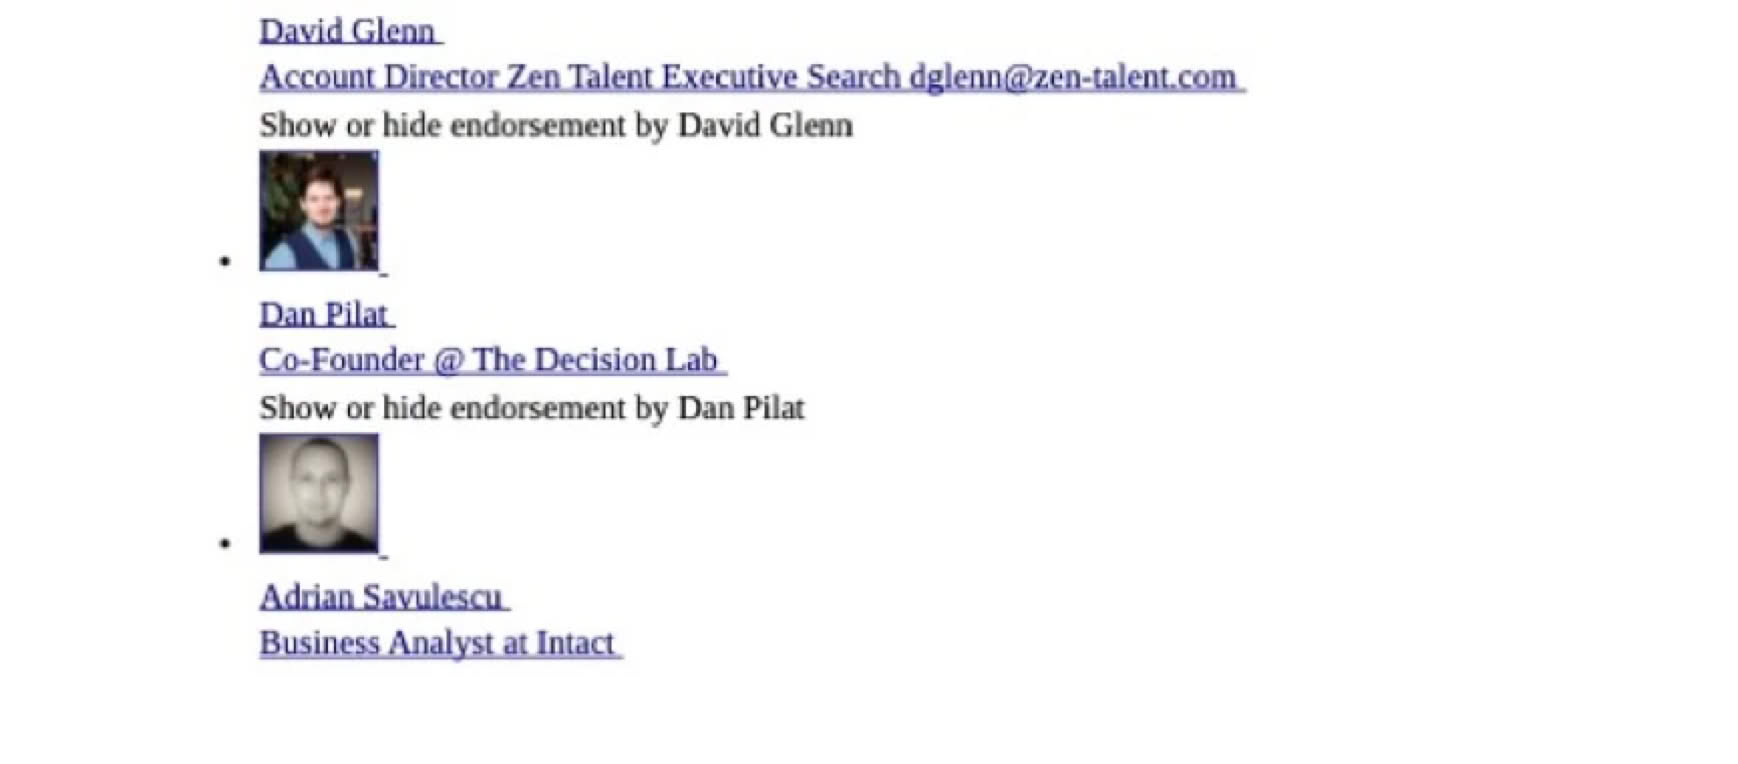 David Glenn
Account Director Zen Talent Executive Search dglenn@zen-talent.com
Show or hide endorsement by David Glenn
Dan Pilat
Co-Founder @ The Decision Lab
Show or hide endorsement by Dan Pilat
Adrian Savulescu
Business Analyst at Intact